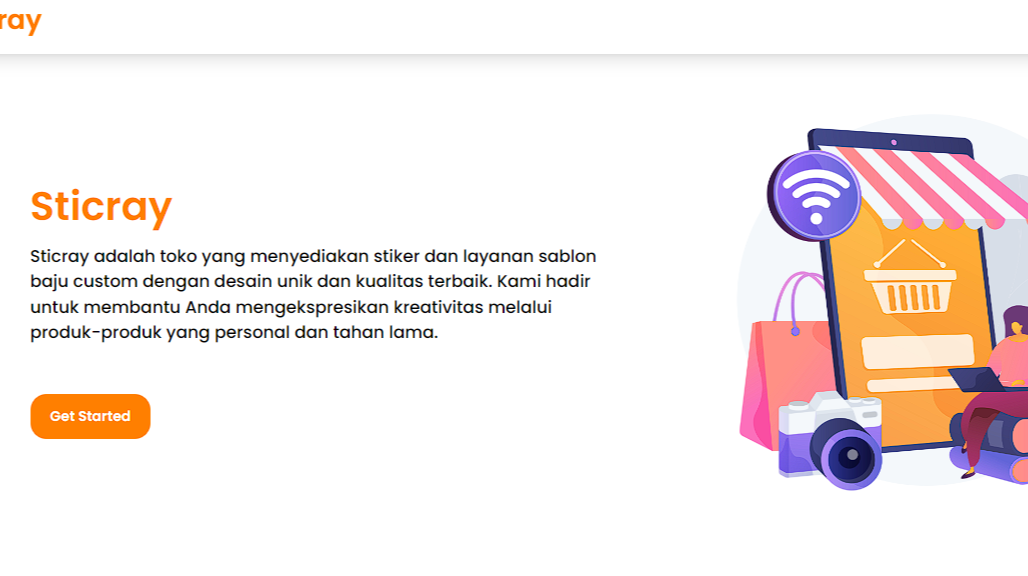 ray
Sticray
Sticray adalah toko yang menyediakan stiker dan layanan sablon
baju custom dengan desain unik dan kualitas terbaik. Kami hadir
untuk membantu Anda mengekspresikan kreativitas melalui
produk-produk yang personal dan tahan lama.
Get Started